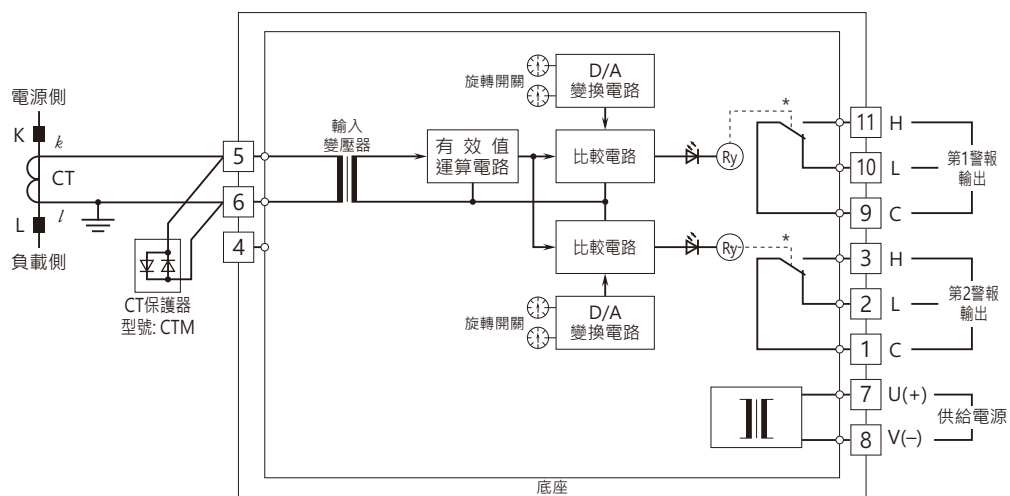 電源側
K
k
CT
l
L
負載側
CT保護器
型號: CTM
5
6
4
輸入
變壓器
有效值
運算電路
旋轉開關
D/A
變換電路
比較電路
Ry
*
11 H
10 L
9 C
第1警報
輸出
比較電路
Ry
*
3 H
2 L
1 C
第2警報
輸出
旋轉開關
D/A
變換電路
7 U(+)
8 V(–)
供給電源
底座